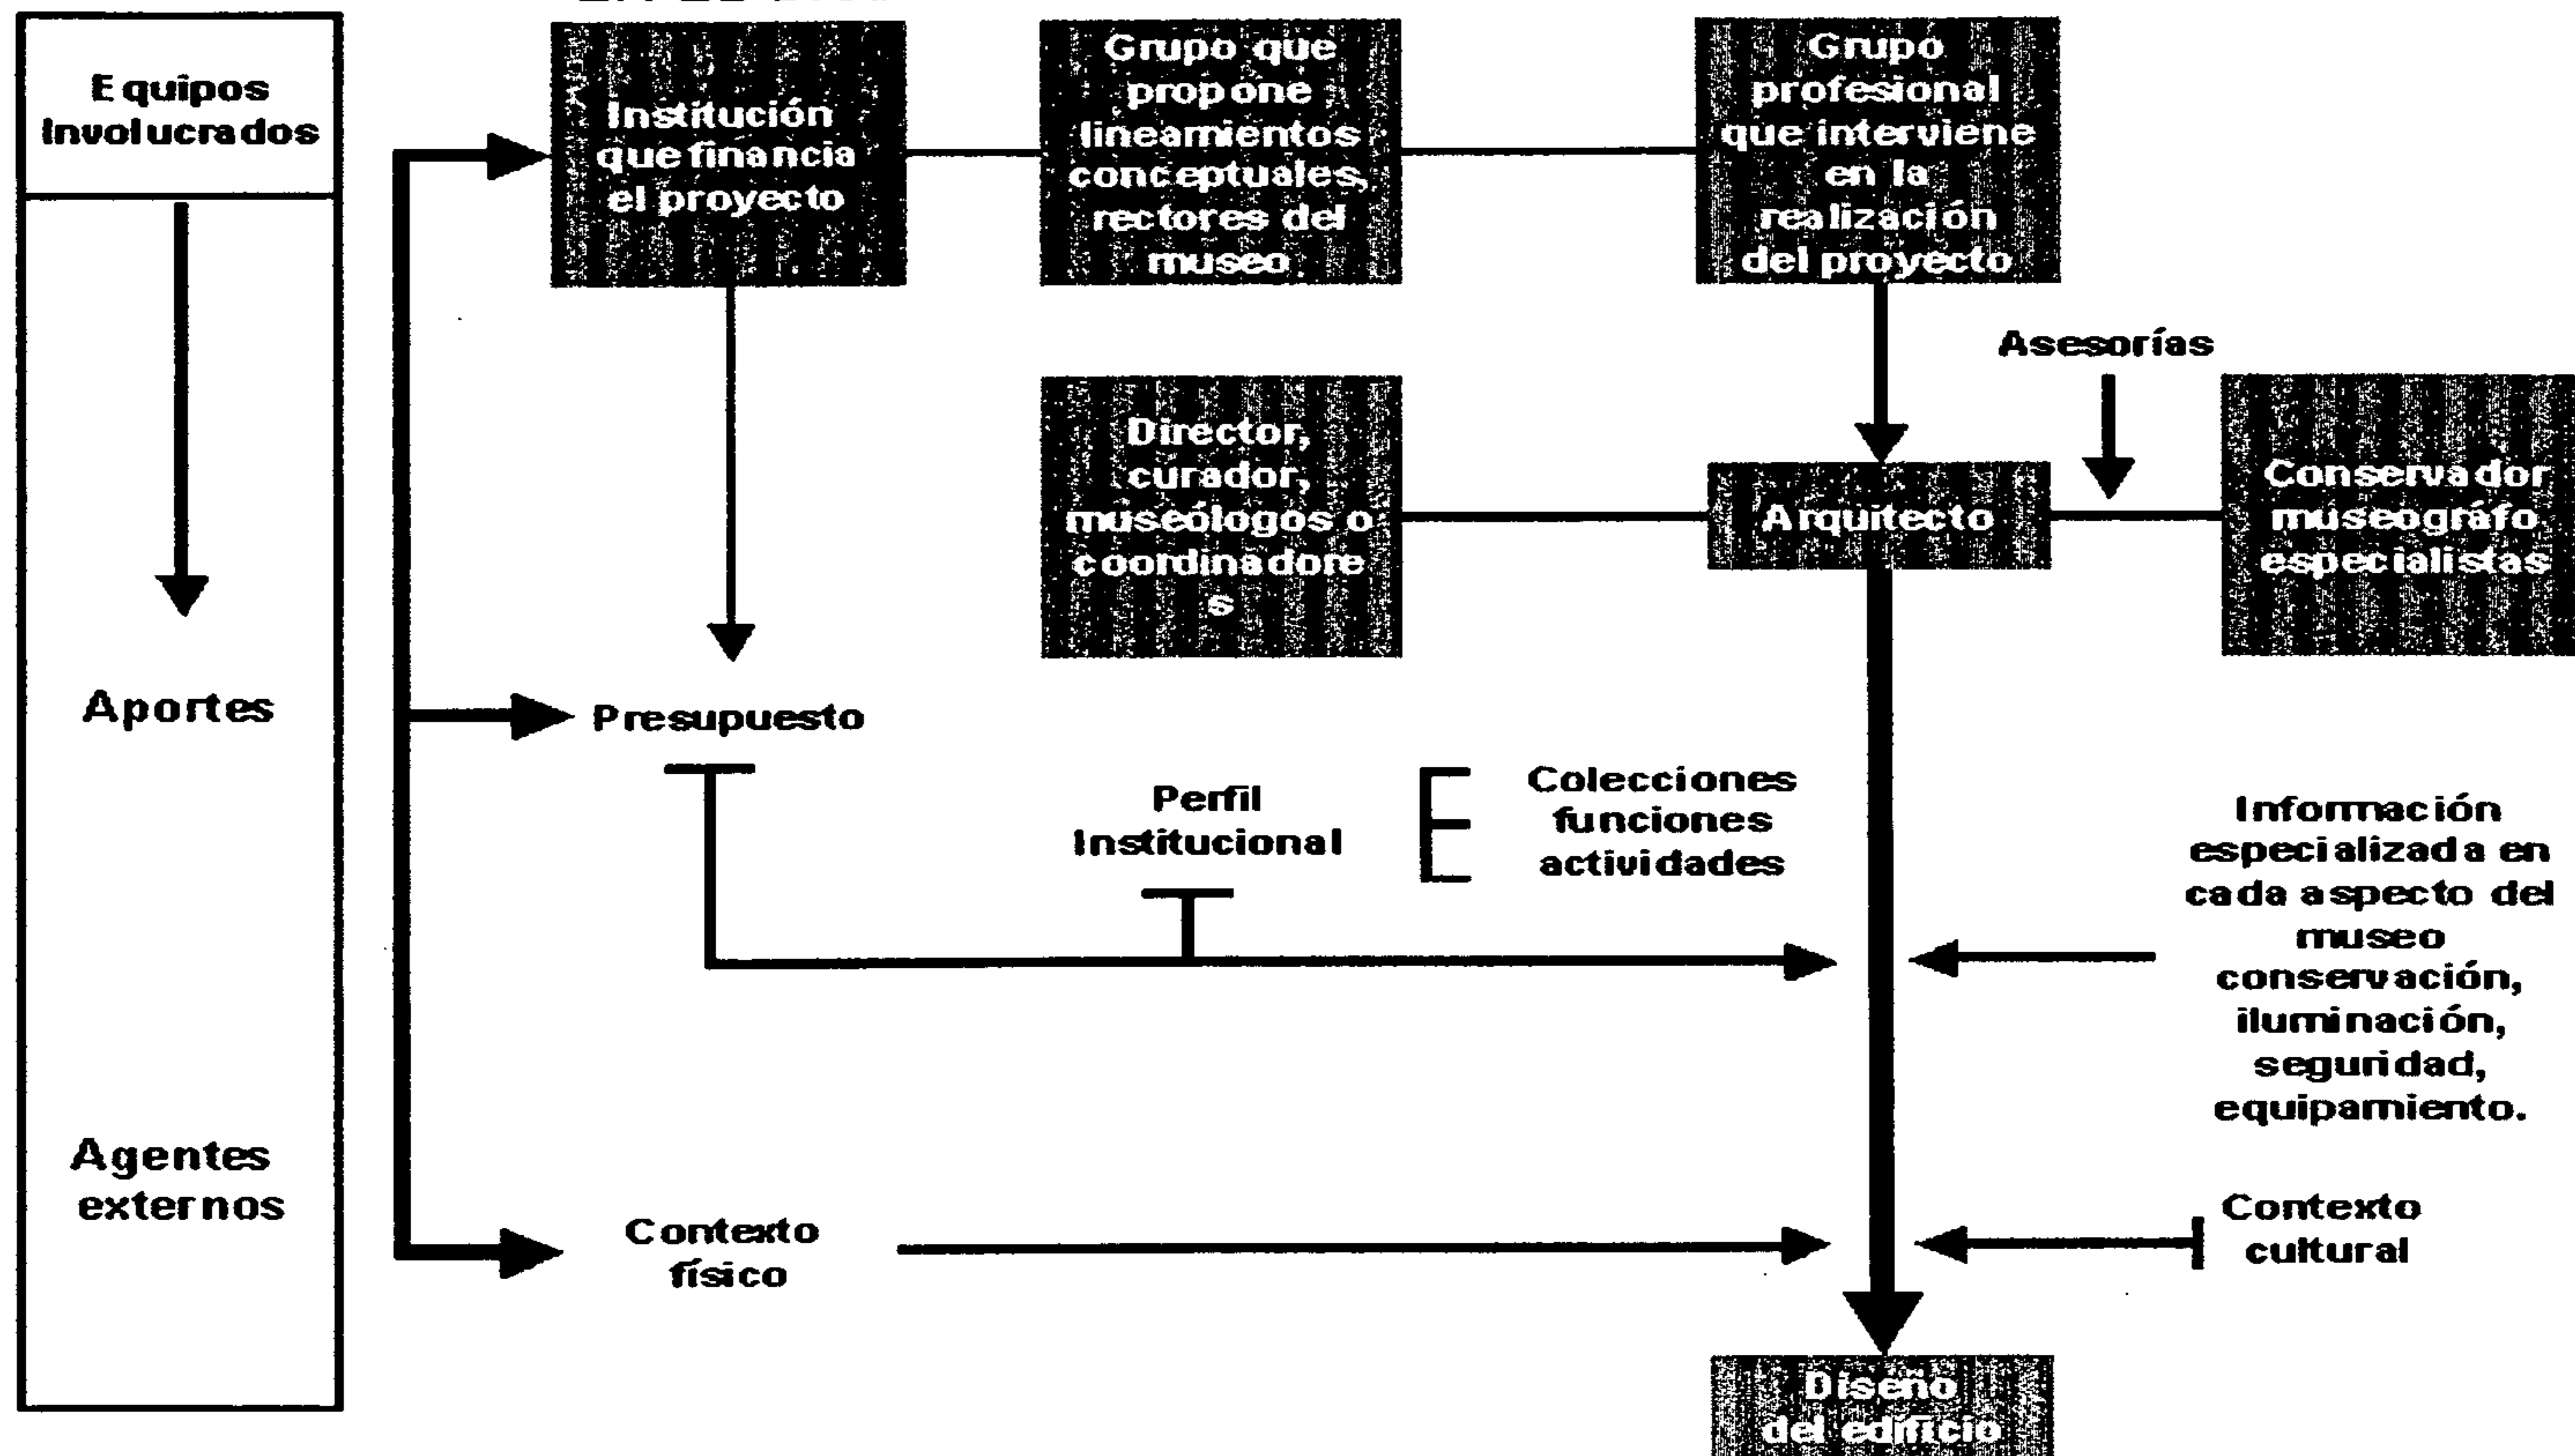 Equipos
Involucrados
Aportes
Agentes
externos
Institución
que financia
el proyecto
Grupo que
propone
lineamientos
conceptuales,
rectores del
museo
Grupo
profesional
que interviene
en la
realización
del proyecto
Asesorías
Director,
curador,
museólogos o
coordinadore
s
Arquitecto
Conservador
museográfo
especialistas
Presupuesto
Perfil
Institucional
Colecciones
funciones
actividades
Información
especializada en
cada aspecto del
museo
conservación,
iluminación,
seguridad,
equipamiento.
Contexto
físico
Contexto
cultural
Diseño
del edificio